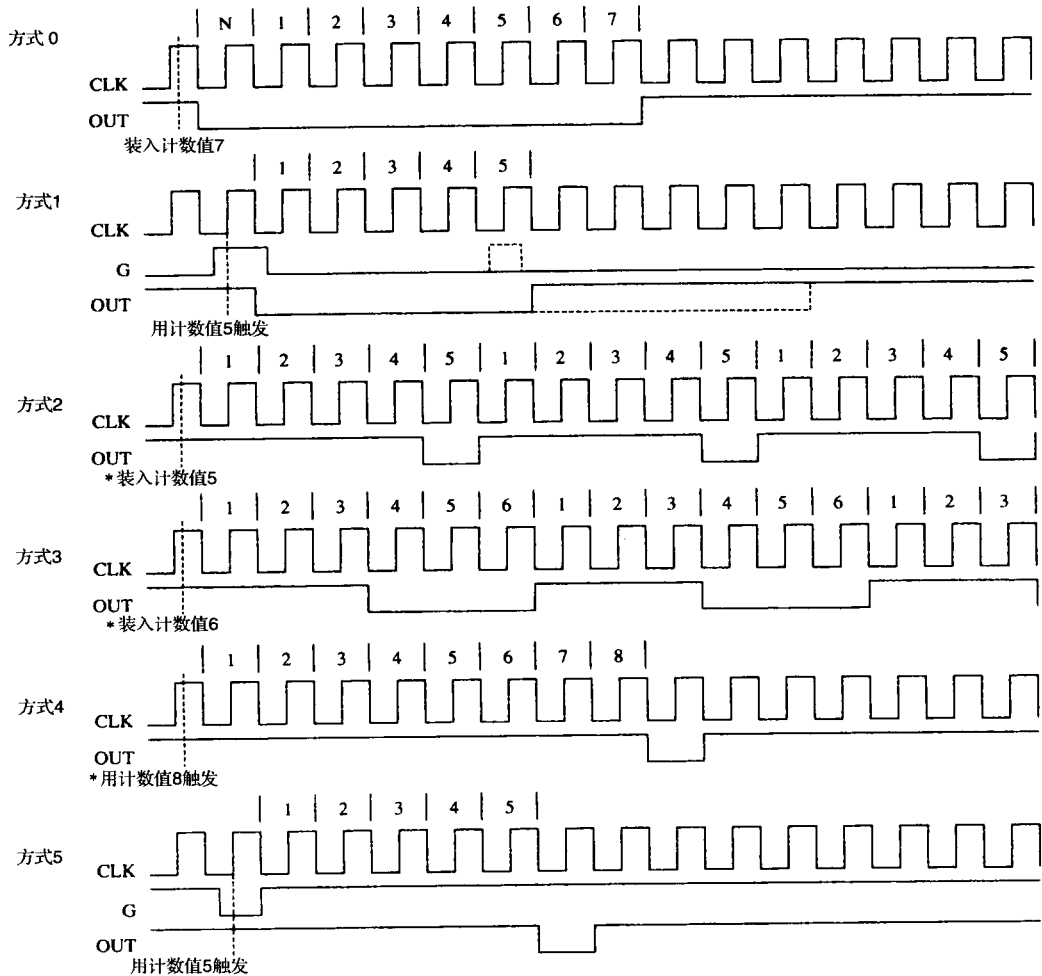 N 1 2 3 4 5 6 7
方式 0
CLK
OUT
装入计数值7
1 2 3 4 5
方式1
CLK
G
OUT
用计数值5触发
1 2 3 4 5 1 2 3 4 5 1 2 3 4 5
方式2
CLK
OUT
*装入计数值5
1 2 3 4 5 6 1 2 3 4 5 6 1 2 3
方式3
CLK
OUT
*装入计数值6
1 2 3 4 5 6 7 8
方式4
CLK
OUT
*用计数值8触发
1 2 3 4 5
方式5
CLK
G
OUT
用计数值5触发